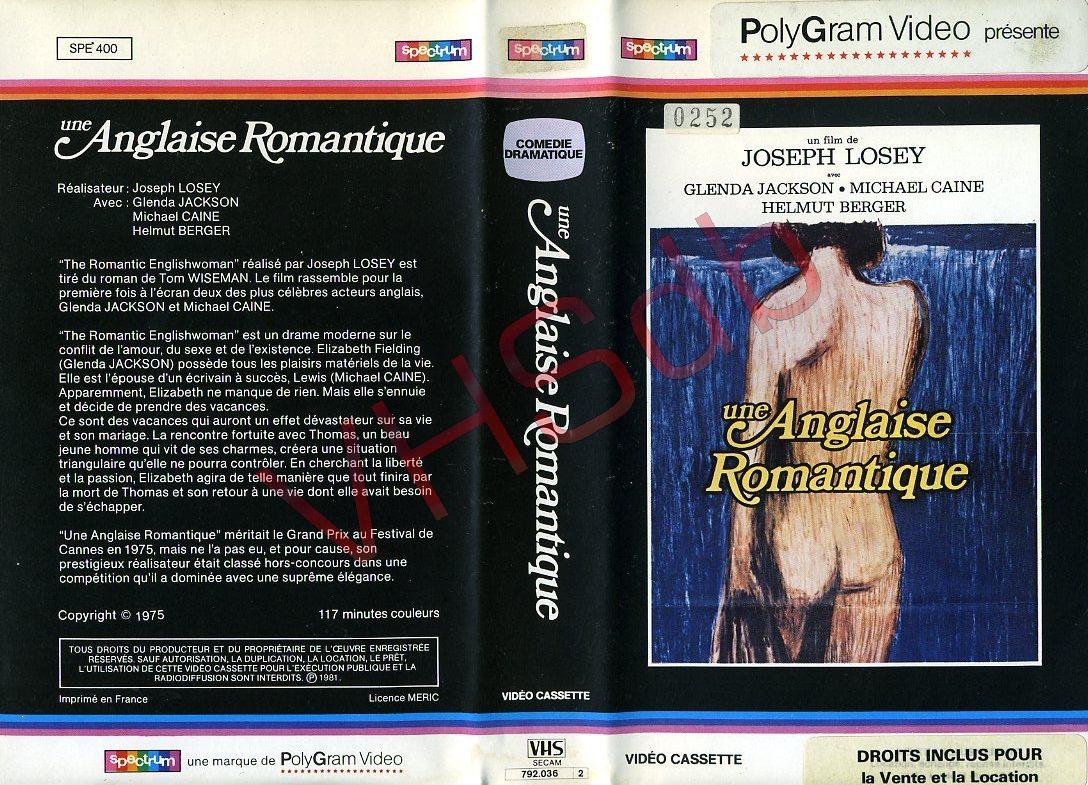 SPE 400
spectrum
une Anglaise Romantique
Réalisateur : Joseph LOSEY
Avec : Glenda JACKSON
Michael CAINE
Helmut BERGER
"The Romantic Englishwoman" réalisé par Joseph LOSEY est
tiré du roman de Tom WISEMAN. Le film rassemble pour la
première fois à l'écran deux des plus célèbres acteurs anglais,
Glenda JACKSON et Michael CAINE.
"The Romantic Englishwoman" est un drame moderne sur le
conflit de l'amour, du sexe et de l'existence. Elizabeth Fielding
(Glenda JACKSON) possède tous les plaisirs matériels de la vie.
Elle est l'épouse d'un écrivain à succès, Lewis (Michael CAINE).
Apparemment, Elizabeth ne manque de rien. Mais elle s'ennuie
et décide de prendre des vacances.
Ce sont des vacances qui auront un effet dévastateur sur sa vie
et son mariage. La rencontre fortuite avec Thomas, un beau
jeune homme qui vit de ses charmes, créera une situation
triangulaire qu'elle ne pourra contrôler. En cherchant la liberté
et la passion, Elizabeth agira de telle manière que tout finira par
la mort de Thomas et son retour à une vie dont elle avait besoin
de s'échapper.
"Une Anglaise Romantique" méritait le Grand Prix au Festival de
Cannes en 1975, mais ne l'a pas eu, et pour cause, son
prestigieux réalisateur était classé hors-concours dans une
compétition qu'il a dominée avec une suprême élégance.
Copyright © 1975 117 minutes couleurs
TOUS DROITS DU PRODUCTEUR ET DU PROPRIÉTAIRE DE L'ŒUVRE ENREGISTRÉE
RÉSERVÉS. SAUF AUTORISATION, LA DUPLICATION, LA LOCATION, LE PRÊT,
L'UTILISATION DE CETTE VIDÉO CASSETTE POUR L'EXÉCUTION PUBLIQUE ET LA
RADIODIFFUSION SONT INTERDITS. Ⓟ 1981.
Imprimé en France Licence MERIC
spectrum une marque de PolyGram Video
spectrum
COMEDIE
DRAMATIQUE
une Anglaise Romantique
VIDÉO CASSETTE
VHS
SECAM
792.036 2
spectrum
PolyGram Video présente
0252
un film de
JOSEPH LOSEY
avec
GLENDA JACKSON • MICHAEL CAINE
HELMUT BERGER
une Anglaise
Romantique
VIDÉO CASSETTE
DROITS INCLUS POUR
la Vente et la Location
VHSdb